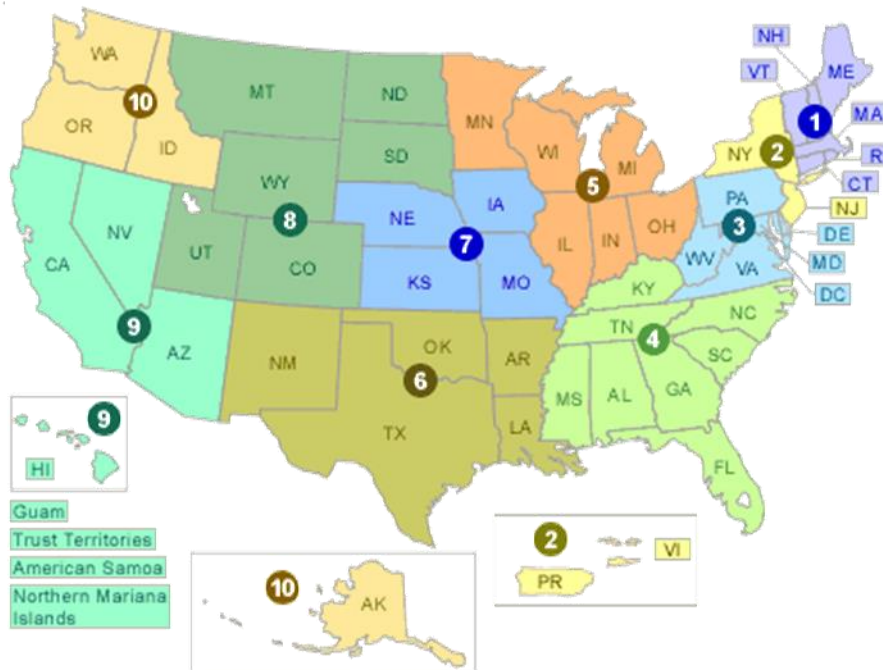 NH
WA
VT
ME
MT
ND
10
MN
1
MA
OR
ID
WI
MI
NY
2
R
SD
CT
WY
5
PA
NJ
IA
NE
8
3
OH
DE
NV
7
IL
IN
WV
UT
VA
MD
CA
CO
KS
MO
KY
DC
NC
9
TN
4
OK
AR
SC
AZ
NM
6
MS
AL
GA
9
TX
LA
HI
FL
Guam
Trust Territories
2
VI
American Samoa
10
PR
Northern Mariana
Islands
AK